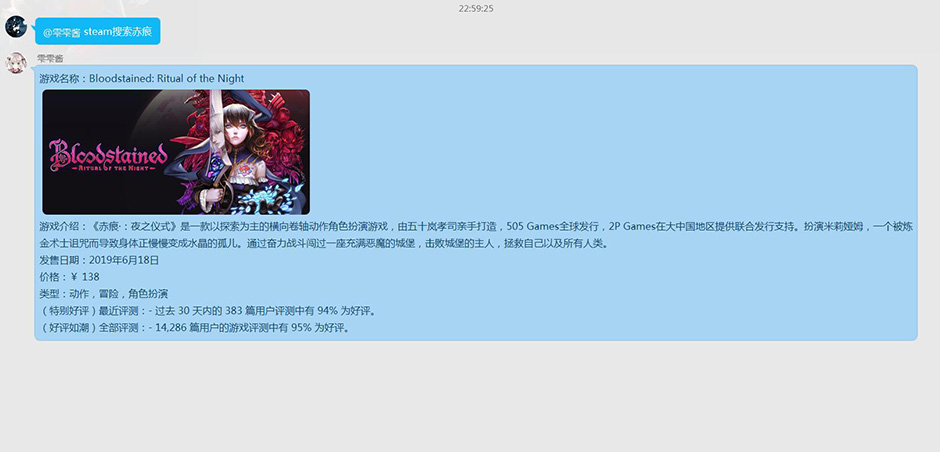 22:59:25
@零零酱 steam搜索赤痕
零零酱
游戏名称：Bloodstained: Ritual of the Night
Bloodstained
RITUAL OF THE NIGHT
游戏介绍：《赤痕·：夜之仪式》是一款以探索为主的横向卷轴动作角色扮演游戏，由五十岚孝司亲手打造，505 Games全球发行，2P Games在大中国地区提供联合发行支持。扮演米莉娅姆，一个被炼
金术士诅咒而导致身体正慢慢变成水晶的孤儿。通过奋力战斗闯过一座充满恶魔的城堡，击败城堡的主人，拯救自己以及所有人类。
发售日期：2019年6月18日
价格：￥ 138
类型：动作，冒险，角色扮演
（特别好评）最近评测：- 过去 30 天内的 383 篇用户评测中有 94% 为好评。
（好评如潮）全部评测：- 14,286 篇用户的游戏评测中有 95% 为好评。